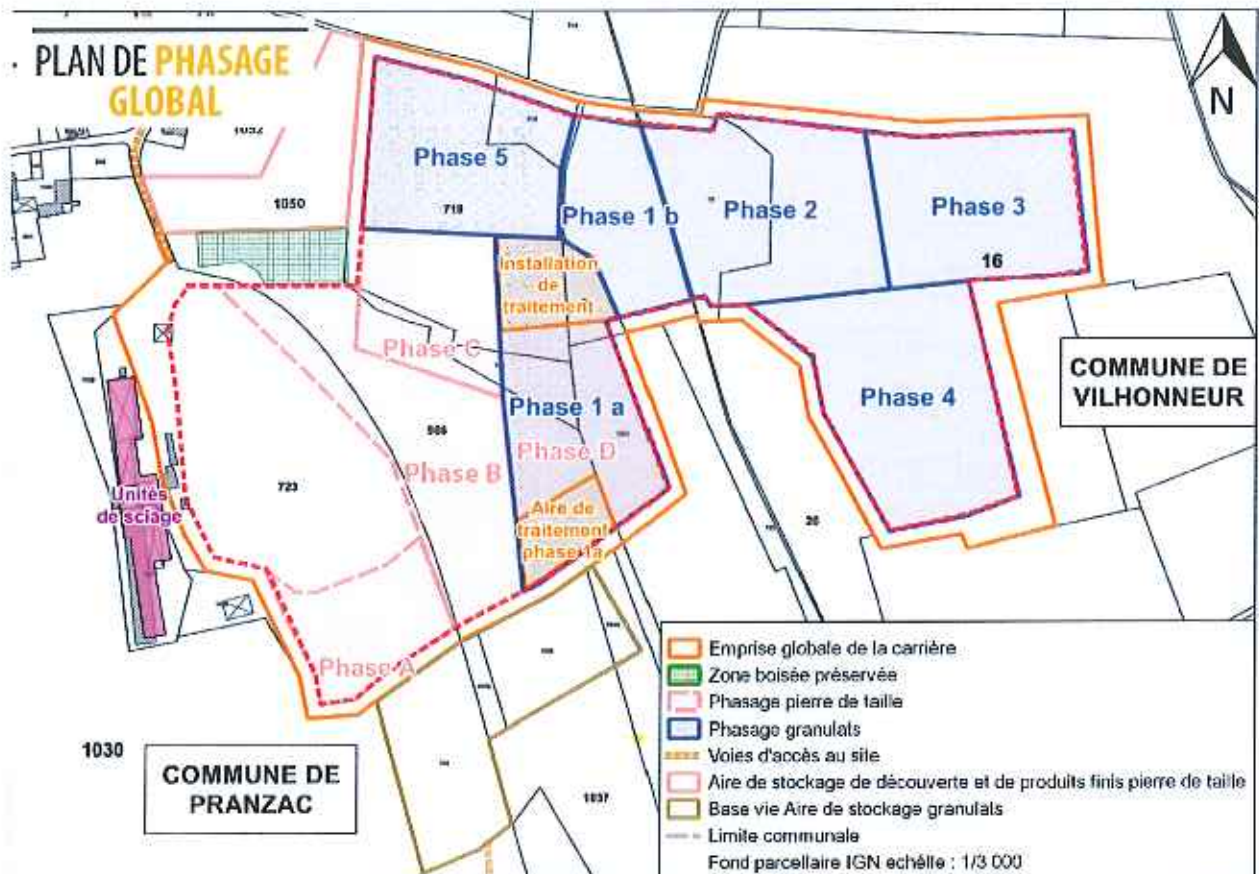 PLAN DE PHASAGE
GLOBAL
N
1052
1050
Phase 5
719
Phase 1 b
Phase 2
Phase 3
16
Installation
de
traitement
Phase C
Phase 1 a
Phase 4
COMMUNE DE
VILHONNEUR
Phase B
Phase D
723
Unités
de sciage
Aire de
traitement
phase 1a
26
Phase A
1030
COMMUNE DE
PRANZAC
1037
Emprise globale de la carrière
Zone boisée préservée
Phasage pierre de taille
Phasage granulats
Voies d'accès au site
Aire de stockage de découverte et de produits finis pierre de taille
Base vie Aire de stockage granulats
Limite communale
Fond parcellaire IGN echèlle : 1/3 000